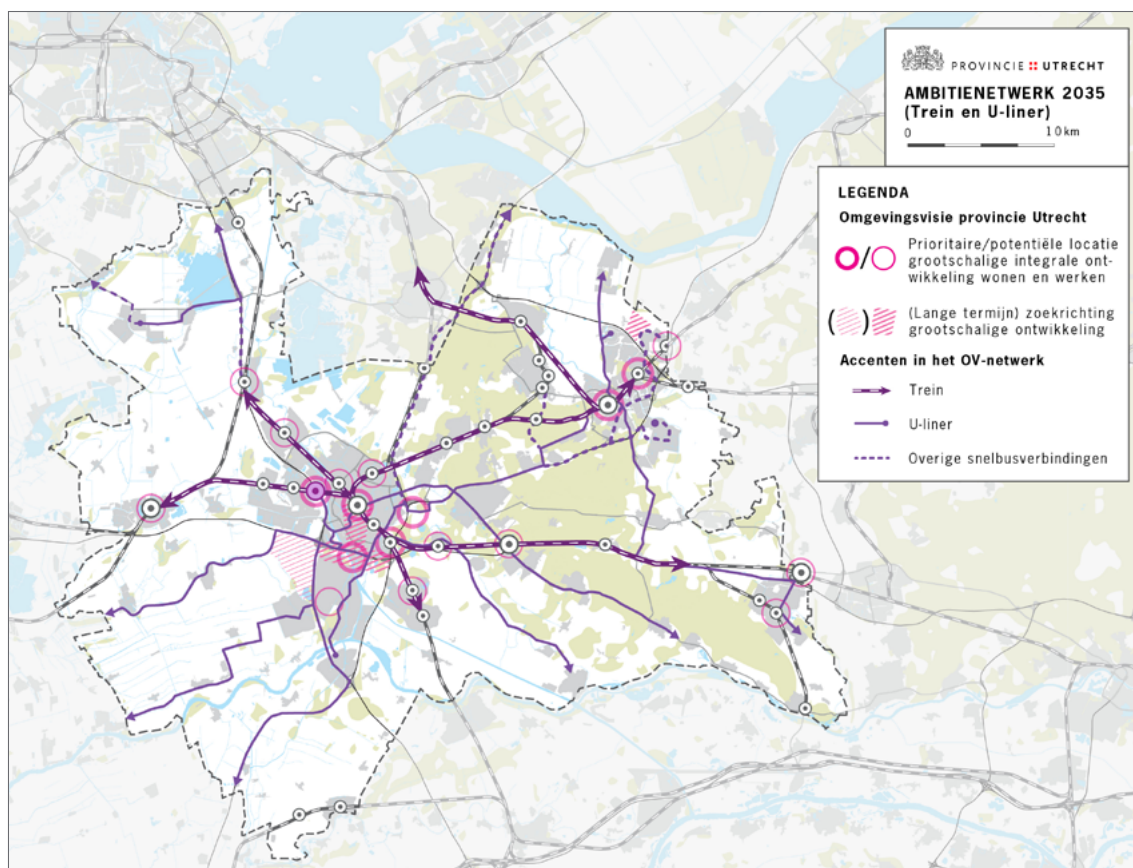 PROVINCIE UTRECHT
AMBITIENETWERK 2035
(Trein en U-liner)
0 10km
LEGENDA
Omgevingsvisie provincie Utrecht
Prioritaire/potentiële locatie
grootschalige integrale ont-
wikkeling wonen en werken
(Lange termijn) zoekrichting
grootschalige ontwikkeling
Accenten in het OV-netwerk
Trein
U-liner
Overige snelbusverbindingen